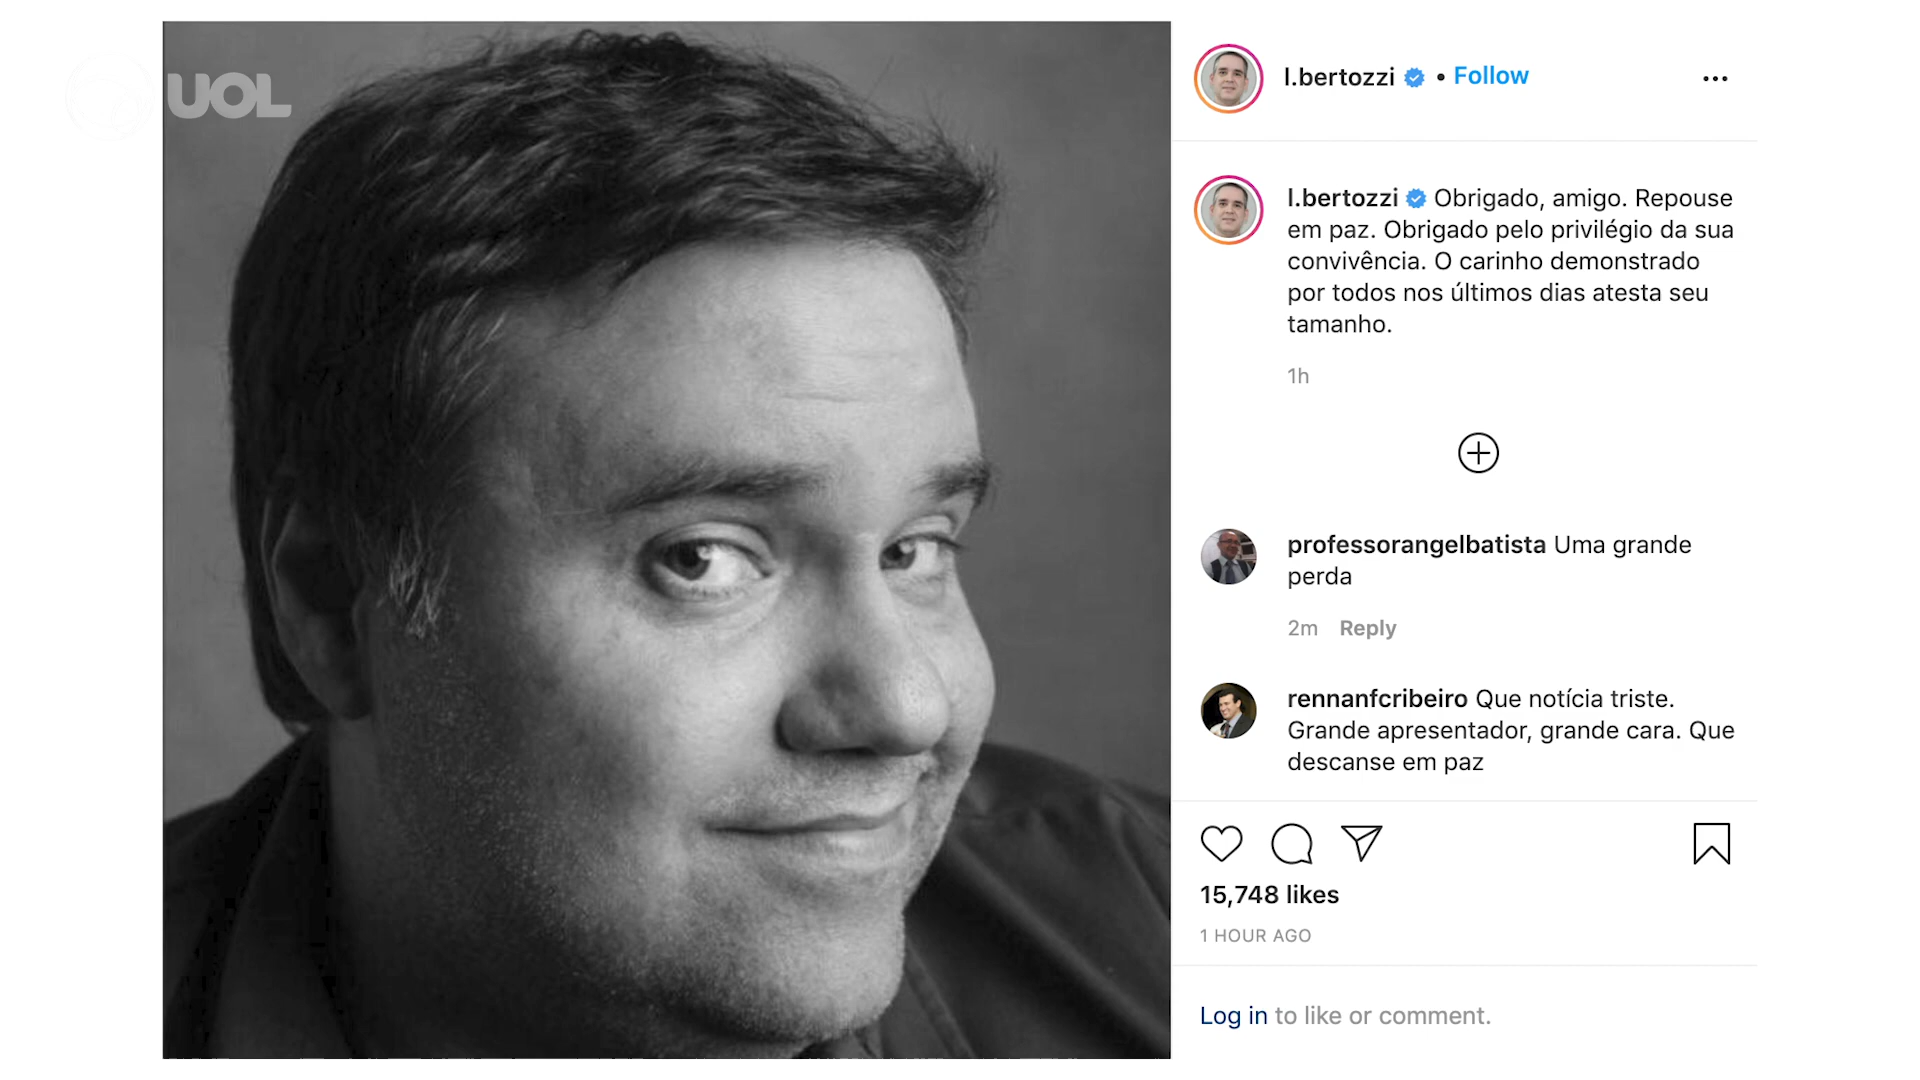 UOL
l.bertozzi • Follow
l.bertozzi Obrigado, amigo. Repouse
em paz. Obrigado pelo privilégio da sua
convivência. O carinho demonstrado
por todos nos últimos dias atesta seu
tamanho.
1h
professorangelbatista Uma grande
perda
2m Reply
rennanfcribeiro Que notícia triste.
Grande apresentador, grande cara. Que
descanse em paz
15,748 likes
1 HOUR AGO
Log in to like or comment.